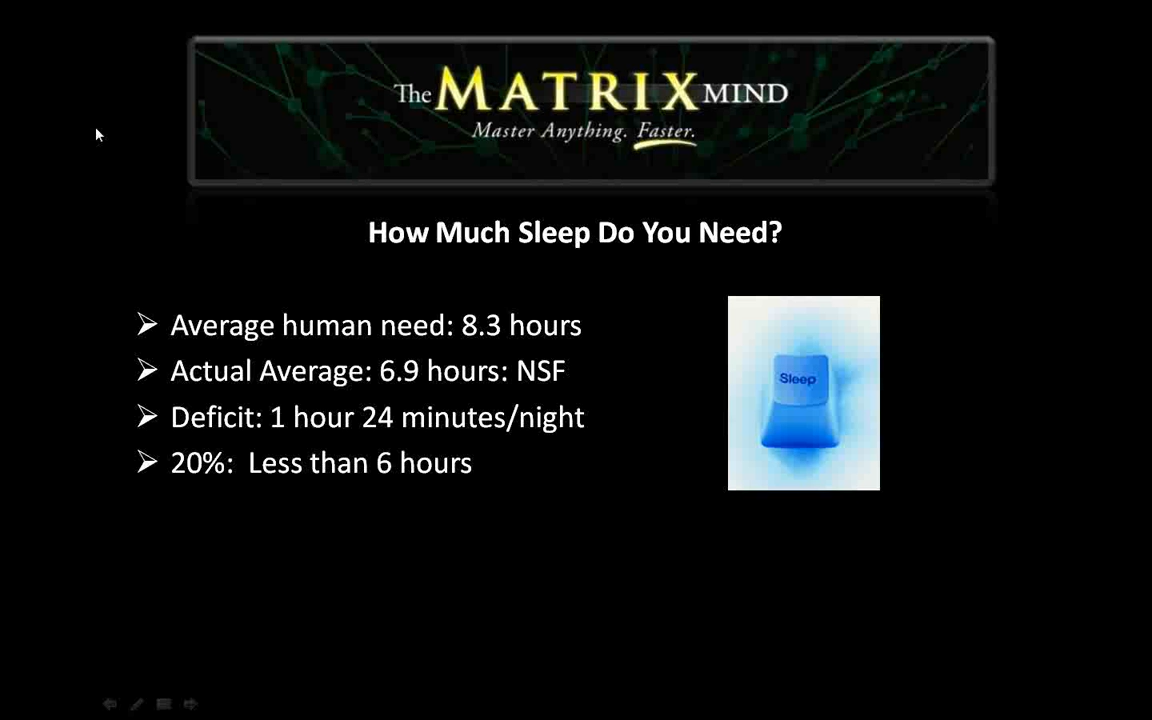 The MATRIX MIND
Master Anything. Faster.
How Much Sleep Do You Need?
➢ Average human need: 8.3 hours
➢ Actual Average: 6.9 hours: NSF
➢ Deficit: 1 hour 24 minutes/night
➢ 20%:  Less than 6 hours
Sleep